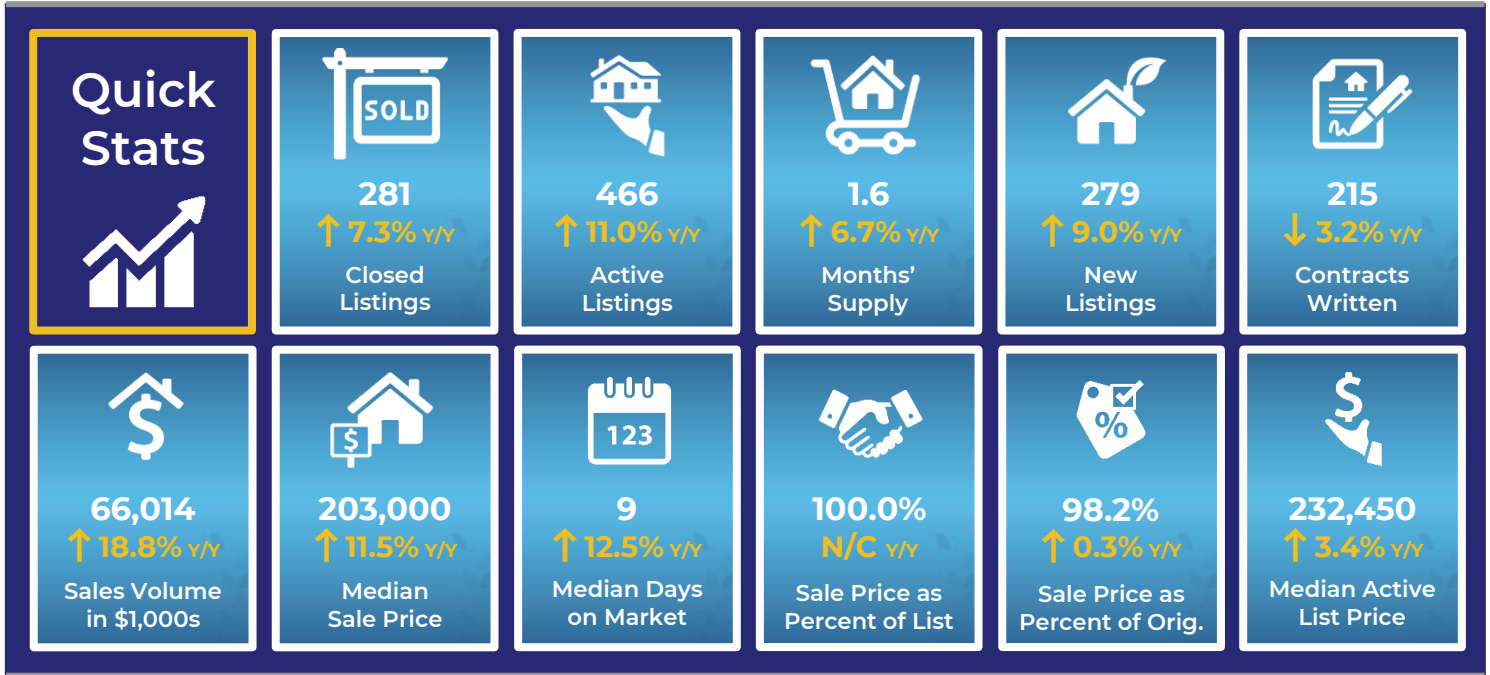 Quick
Stats
SOLD
281
↑ 7.3% Y/Y
Closed
Listings
466
↑ 11.0% Y/Y
Active
Listings
1.6
↑ 6.7% Y/Y
Months’
Supply
279
↑ 9.0% Y/Y
New
Listings
215
↓ 3.2% Y/Y
Contracts
Written
$
66,014
↑ 18.8% Y/Y
Sales Volume
in $1,000s
$
203,000
↑ 11.5% Y/Y
Median
Sale Price
123
9
↑ 12.5% Y/Y
Median Days
on Market
100.0%
N/C Y/Y
Sale Price as
Percent of List
%
98.2%
↑ 0.3% Y/Y
Sale Price as
Percent of Orig.
$
232,450
↑ 3.4% Y/Y
Median Active
List Price